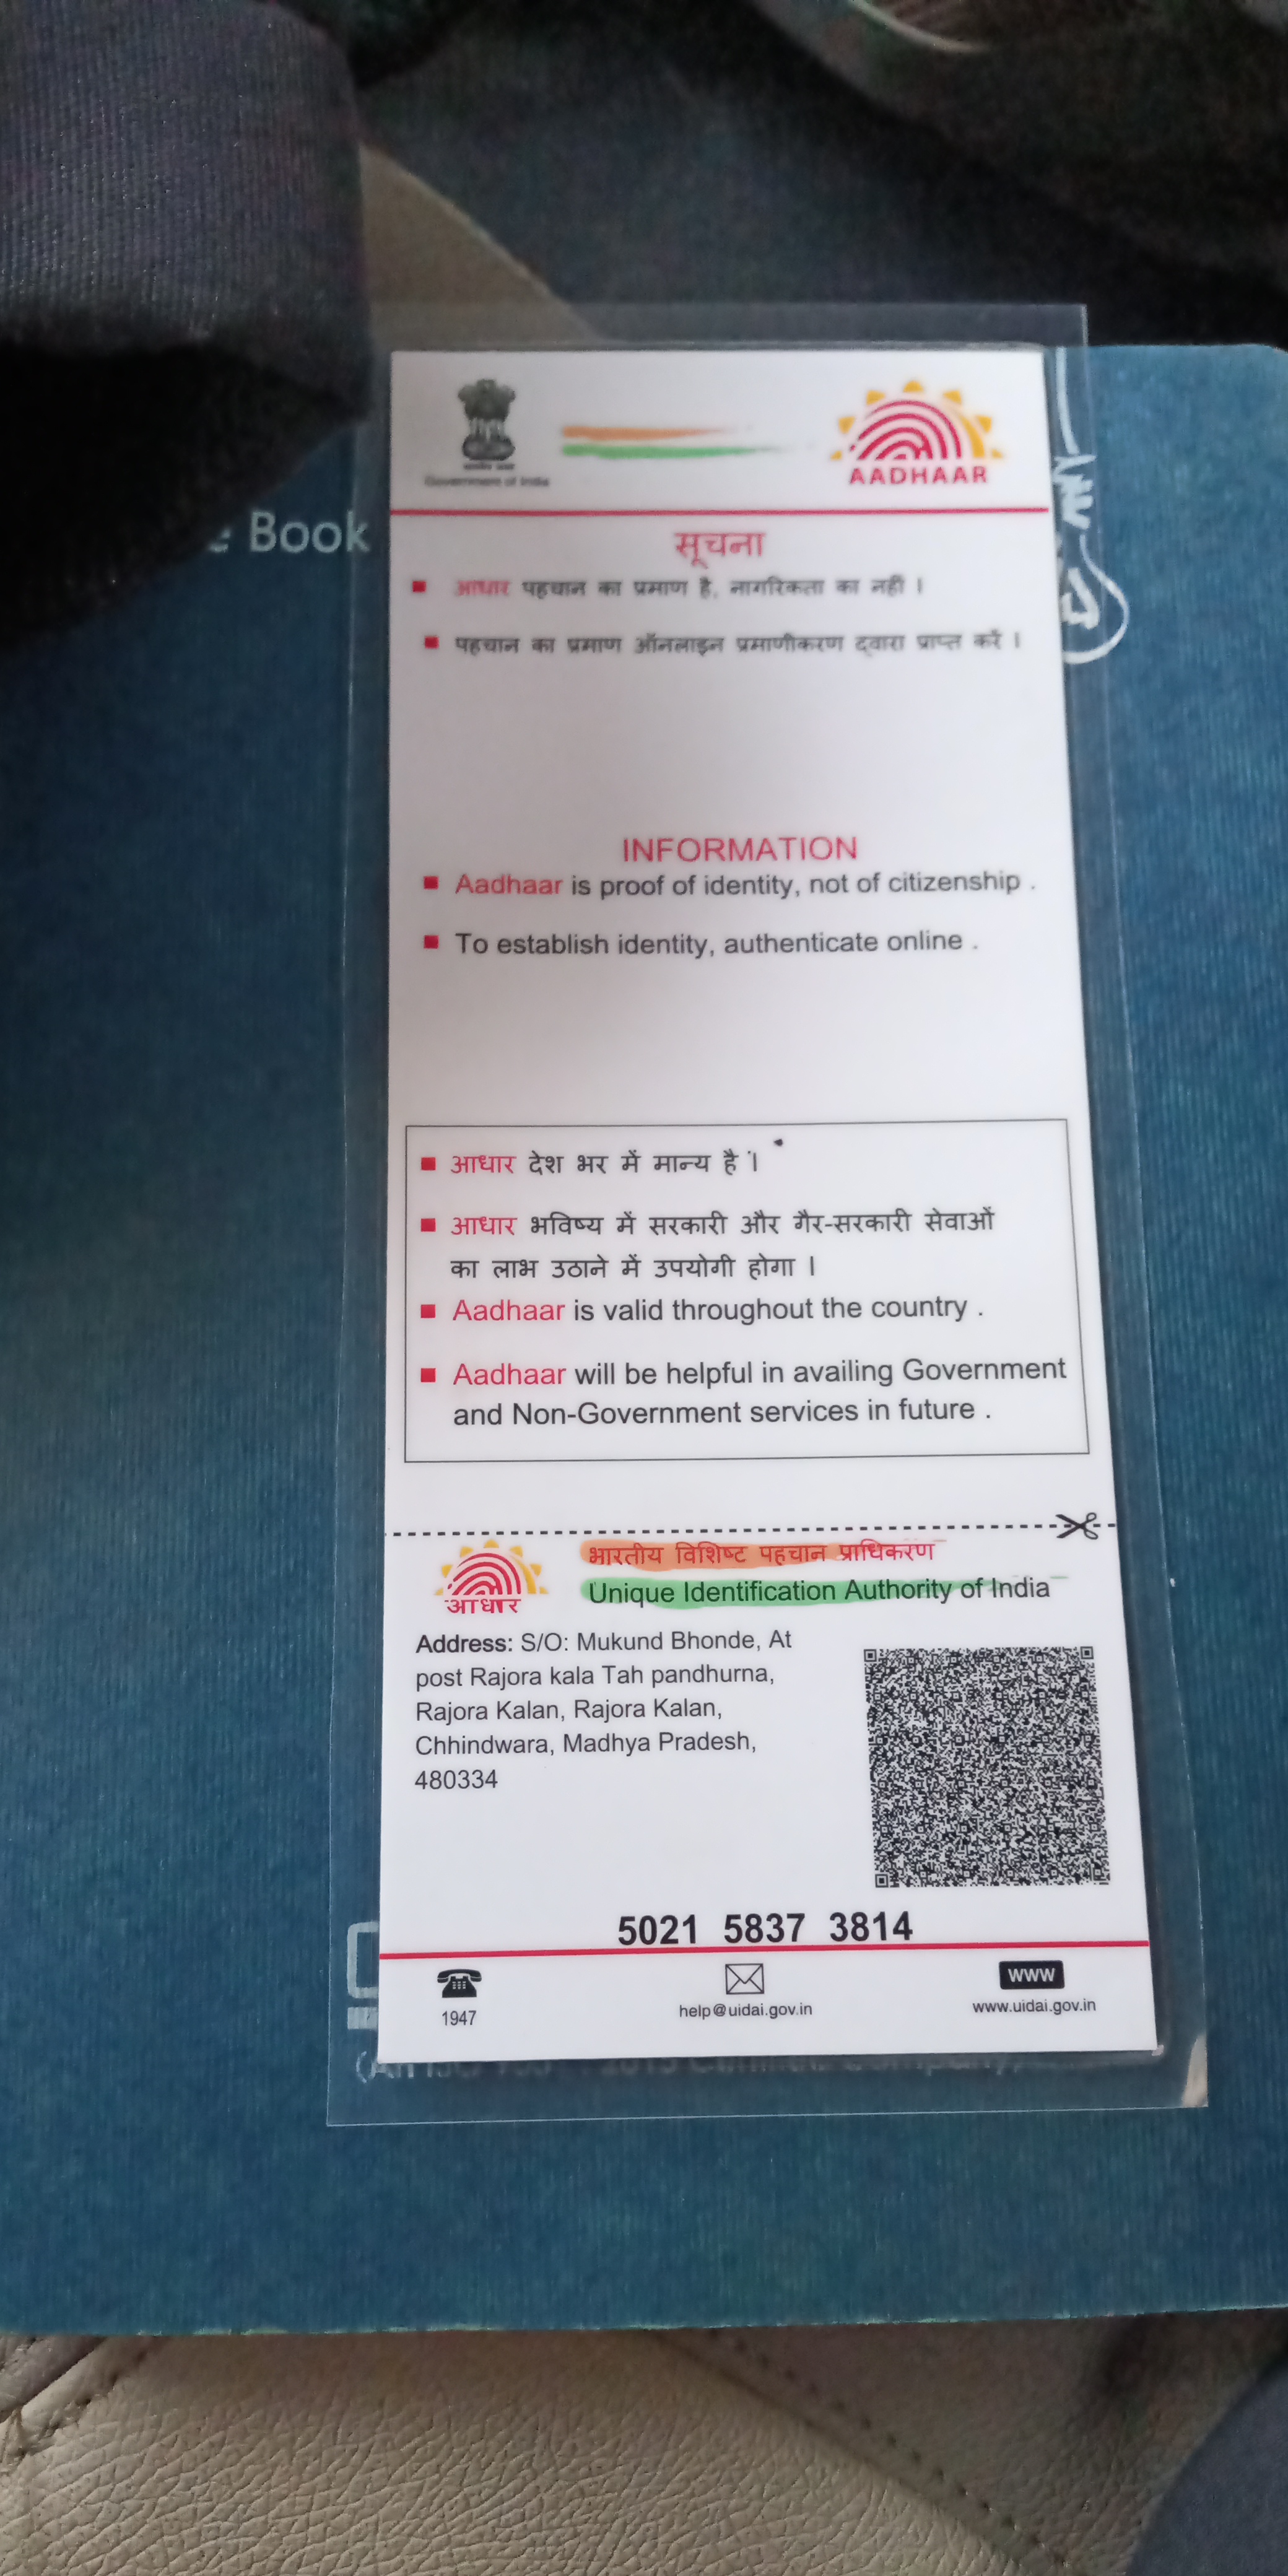 Book
Government of India
AADHAAR
सूचना
आधार पहचान का प्रमाण है, नागरिकता का नहीं ।
पहचान का प्रमाण ऑनलाइन प्रमाणीकरण द्वारा प्राप्त करें ।
INFORMATION
Aadhaar is proof of identity, not of citizenship .
To establish identity, authenticate online .
आधार देश भर में मान्य है ।
आधार भविष्य में सरकारी और गैर-सरकारी सेवाओं
का लाभ उठाने में उपयोगी होगा ।
Aadhaar is valid throughout the country .
Aadhaar will be helpful in availing Government
and Non-Government services in future .
भारतीय विशिष्ट पहचान प्राधिकरण
Unique Identification Authority of India
आधार
Address: S/O: Mukund Bhonde, At
post Rajora kala Tah pandhurna,
Rajora Kalan, Rajora Kalan,
Chhindwara, Madhya Pradesh,
480334
5021 5837 3814
1947
help@uidai.gov.in
www
www.uidai.gov.in